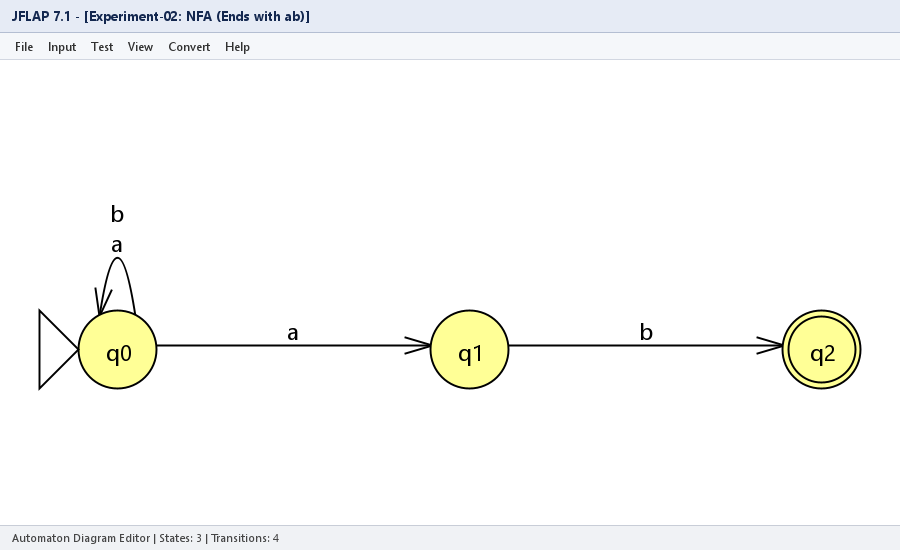 JFLAP 7.1 - [Experiment-02: NFA (Ends with ab)]
File Input Test View Convert Help
b
a
a
b
q0
q1
q2
Automaton Diagram Editor | States: 3 | Transitions: 4